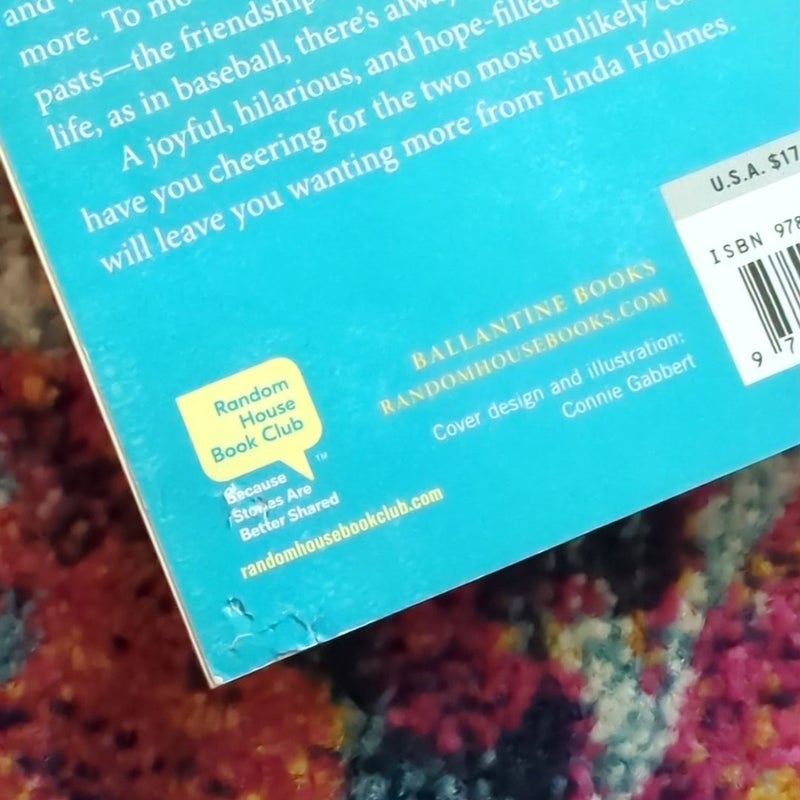 and
more. To mo
pasts—the friendship
life, as in baseball, there's alwa
A joyful, hilarious, and hope-filled
have you cheering for the two most unlikely co
will leave you wanting more from Linda Holmes.
U.S.A. $17
ISBN 978
9 7
BALLANTINE BOOKS
RANDOMHOUSEBOOKS.COM
Cover design and illustration:
Connie Gabbert
Random
House
Book Club
TM
Because
Stories Are
Better Shared
randomhousebookclub.com